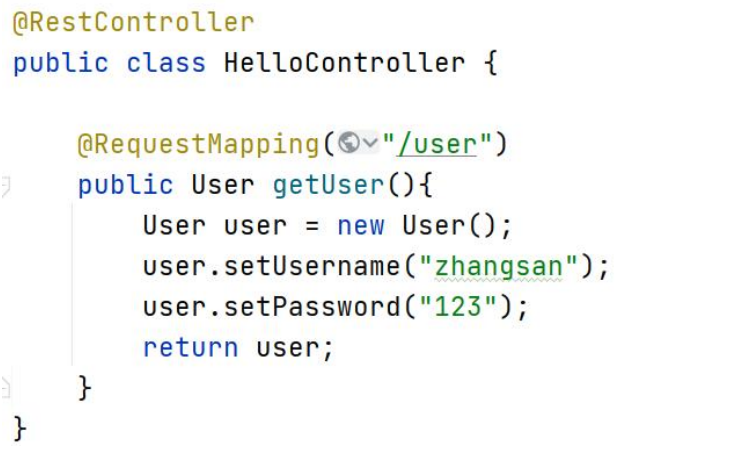 @RestController
public class HelloController {
@RequestMapping("/user")
public User getUser(){
User user = new User();
user.setUsername("zhangsan");
user.setPassword("123");
return user;
}
}